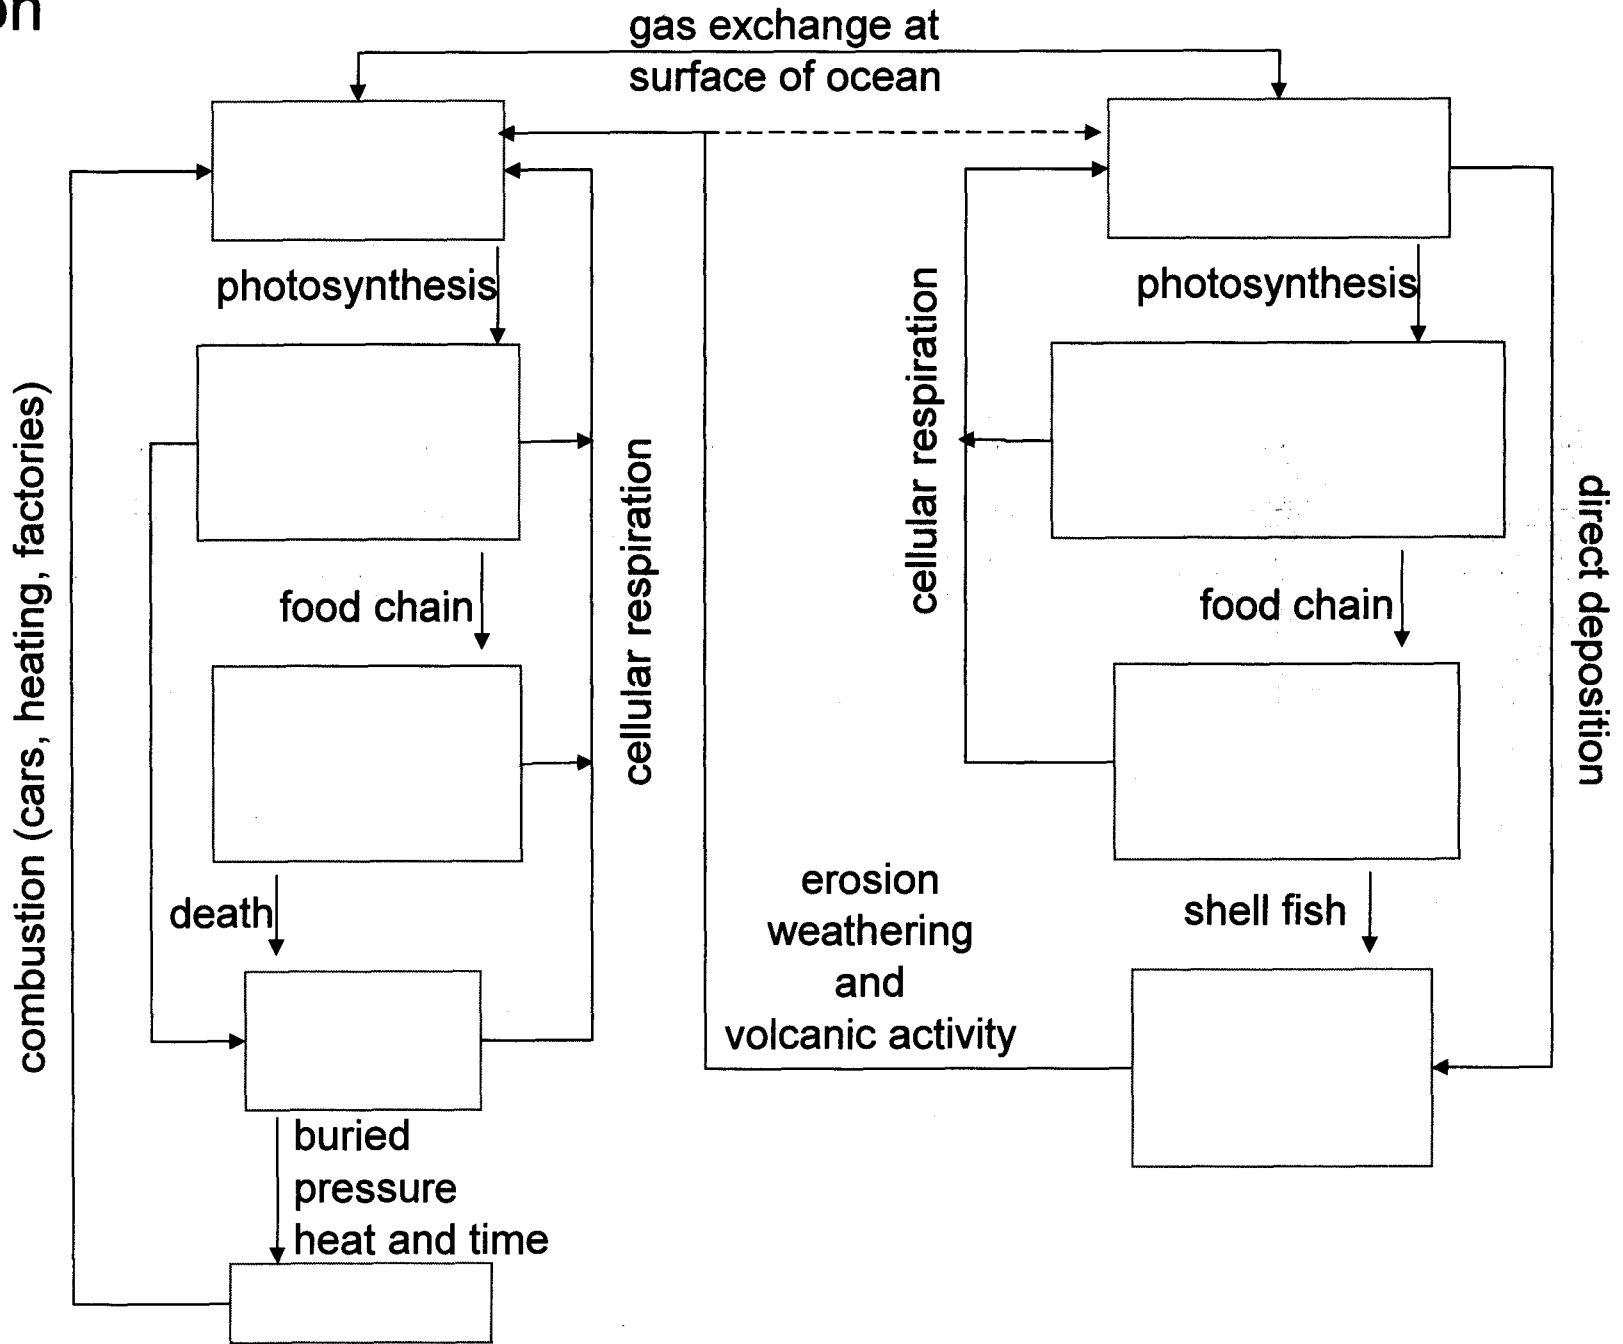 on
gas exchange at
surface of ocean
photosynthesis
photosynthesis
cellular respiration
combustion (cars, heating, factories)
cellular respiration
direct deposition
food chain
food chain
erosion
weathering
and
volcanic activity
death
shell fish
buried
pressure
heat and time